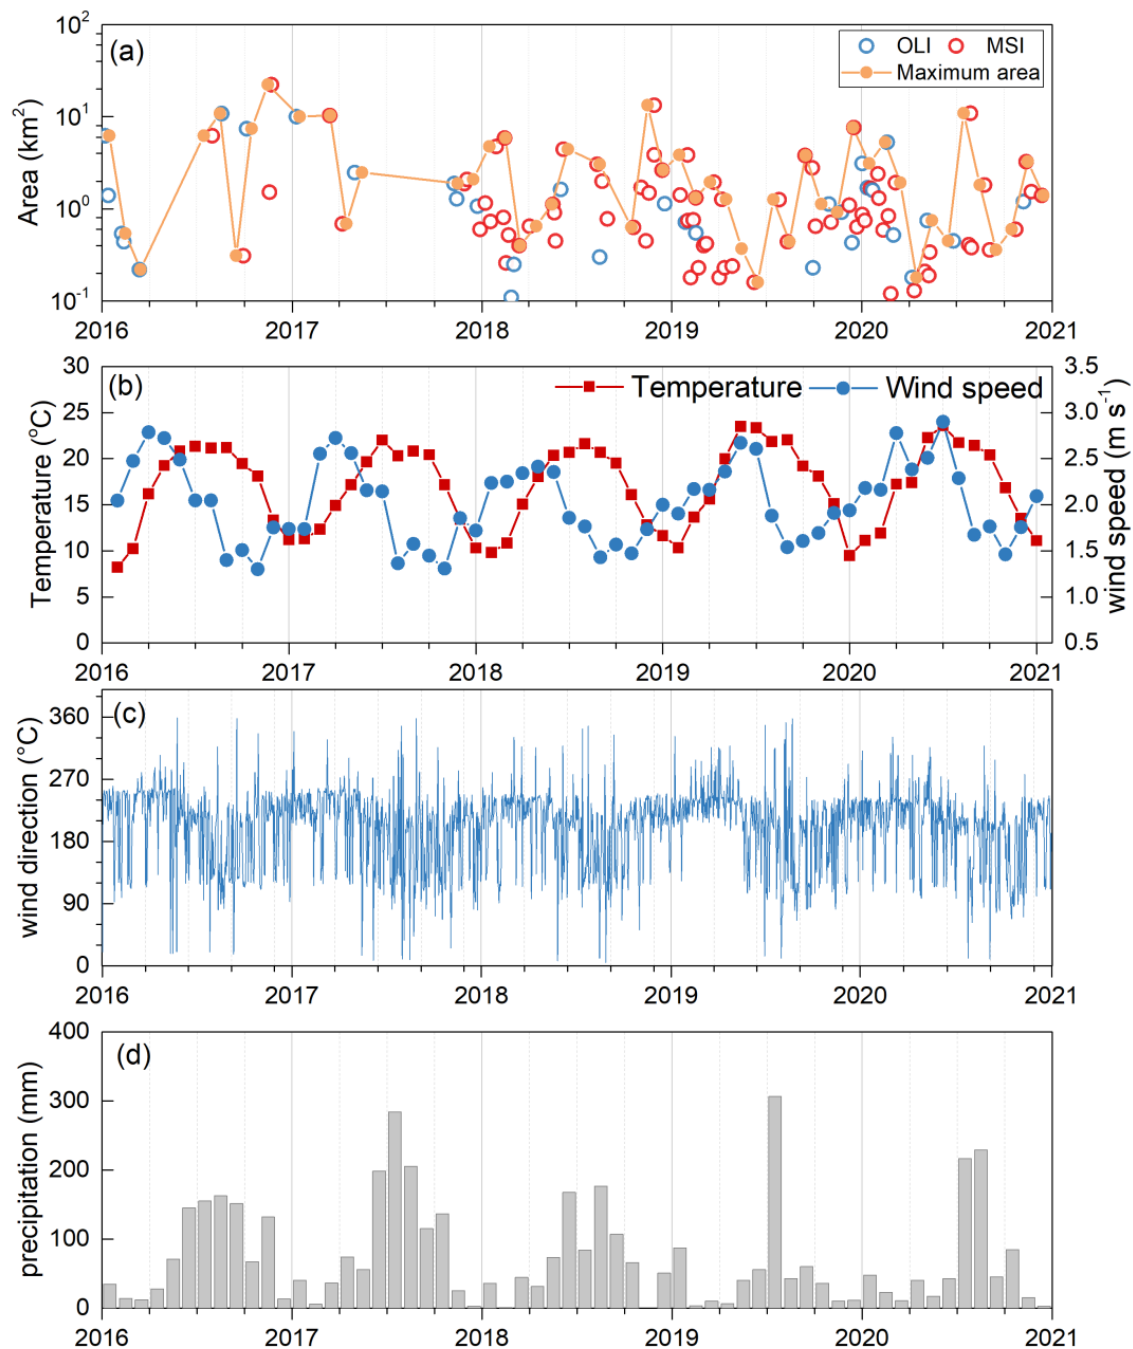 (a)
OLI MSI
Maximum area
Area (km²)
10²
10¹
10⁰
10⁻¹
2016 2017 2018 2019 2020 2021
(b)
Temperature Wind speed
Temperature (°C)
30
25
20
15
10
5
0
wind speed (m s⁻¹)
3.5
3.0
2.5
2.0
1.5
1.0
0.5
2016 2017 2018 2019 2020 2021
(c)
wind direction (°C)
360
270
180
90
0
2016 2017 2018 2019 2020 2021
(d)
precipitation (mm)
400
300
200
100
0
2016 2017 2018 2019 2020 2021